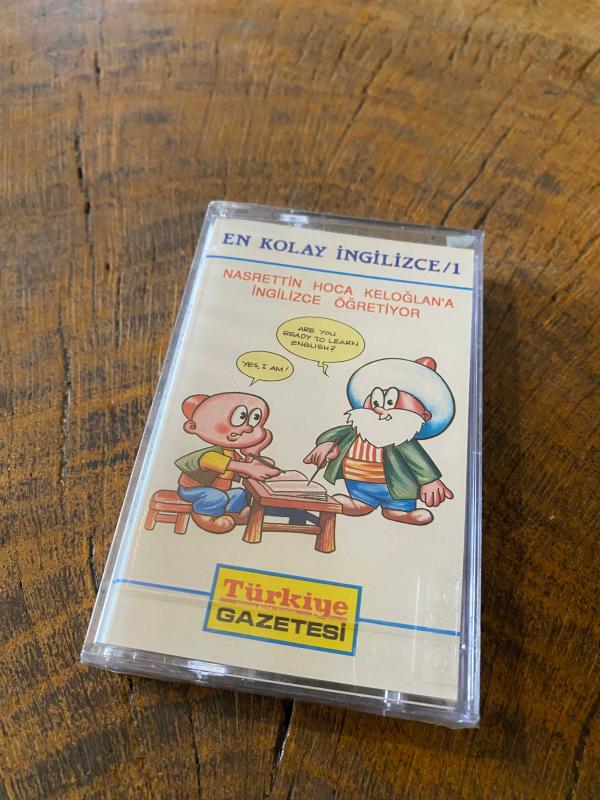 EN KOLAY İNGİLİZCE/1
NASRETTİN HOCA KELOĞLAN'A
İNGİLİZCE ÖĞRETİYOR
ARE YOU
READY TO LEARN
ENGLISH?
YES, I AM!
Türkiye
GAZETESİ